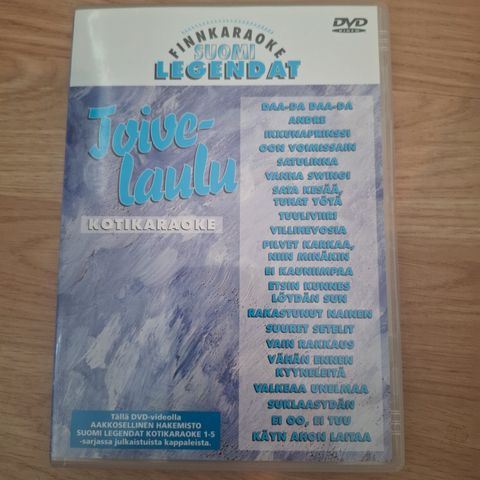 FINNKARAOKE
SUOMI
LEGENDAT
DVD
VIDEO
Toive-
laulu
KOTIKARAOKE
DAA-DA DAA-DA
ANDRE
IKKUNAPRINSSI
OON VOIMISSAIN
SATULINNA
VANHA SWINGI
SATA KESÄÄ,
TUHAT YÖTÄ
TUULIVIIRI
VILLIHEVOSIA
PILVET KARKAA,
NIIN MINÄKIN
EI KAUNIIMPAA
ETSIN KUNNES
LÖYDÄN SUN
RAKASTUNUT NAINEN
SUURET SETELIT
VAIN RAKKAUS
VÄHÄN ENNEN
KYYNELEITÄ
VALKEAA UNELMAA
SUKLAASYDÄN
EI OO, EI TUU
KÄYN AHON LAITAA
Tällä DVD-videolla
AAKKOSELLINEN HAKEMISTO
SUOMI LEGENDAT KOTIKARAOKE 1-5
-sarjassa julkaistuista kappaleista.